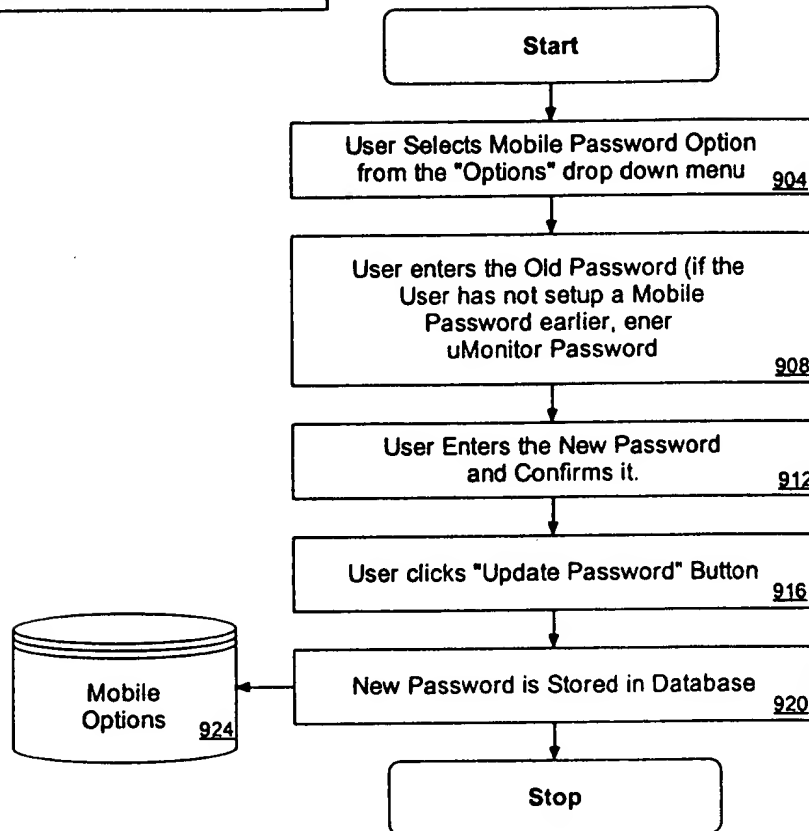 Start
User Selects Mobile Password Option
from the "Options" drop down menu
904
User enters the Old Password (if the
User has not setup a Mobile
Password earlier, ener
uMonitor Password
908
User Enters the New Password
and Confirms it.
912
User clicks "Update Password" Button
916
New Password is Stored in Database
920
Mobile
Options
924
Stop